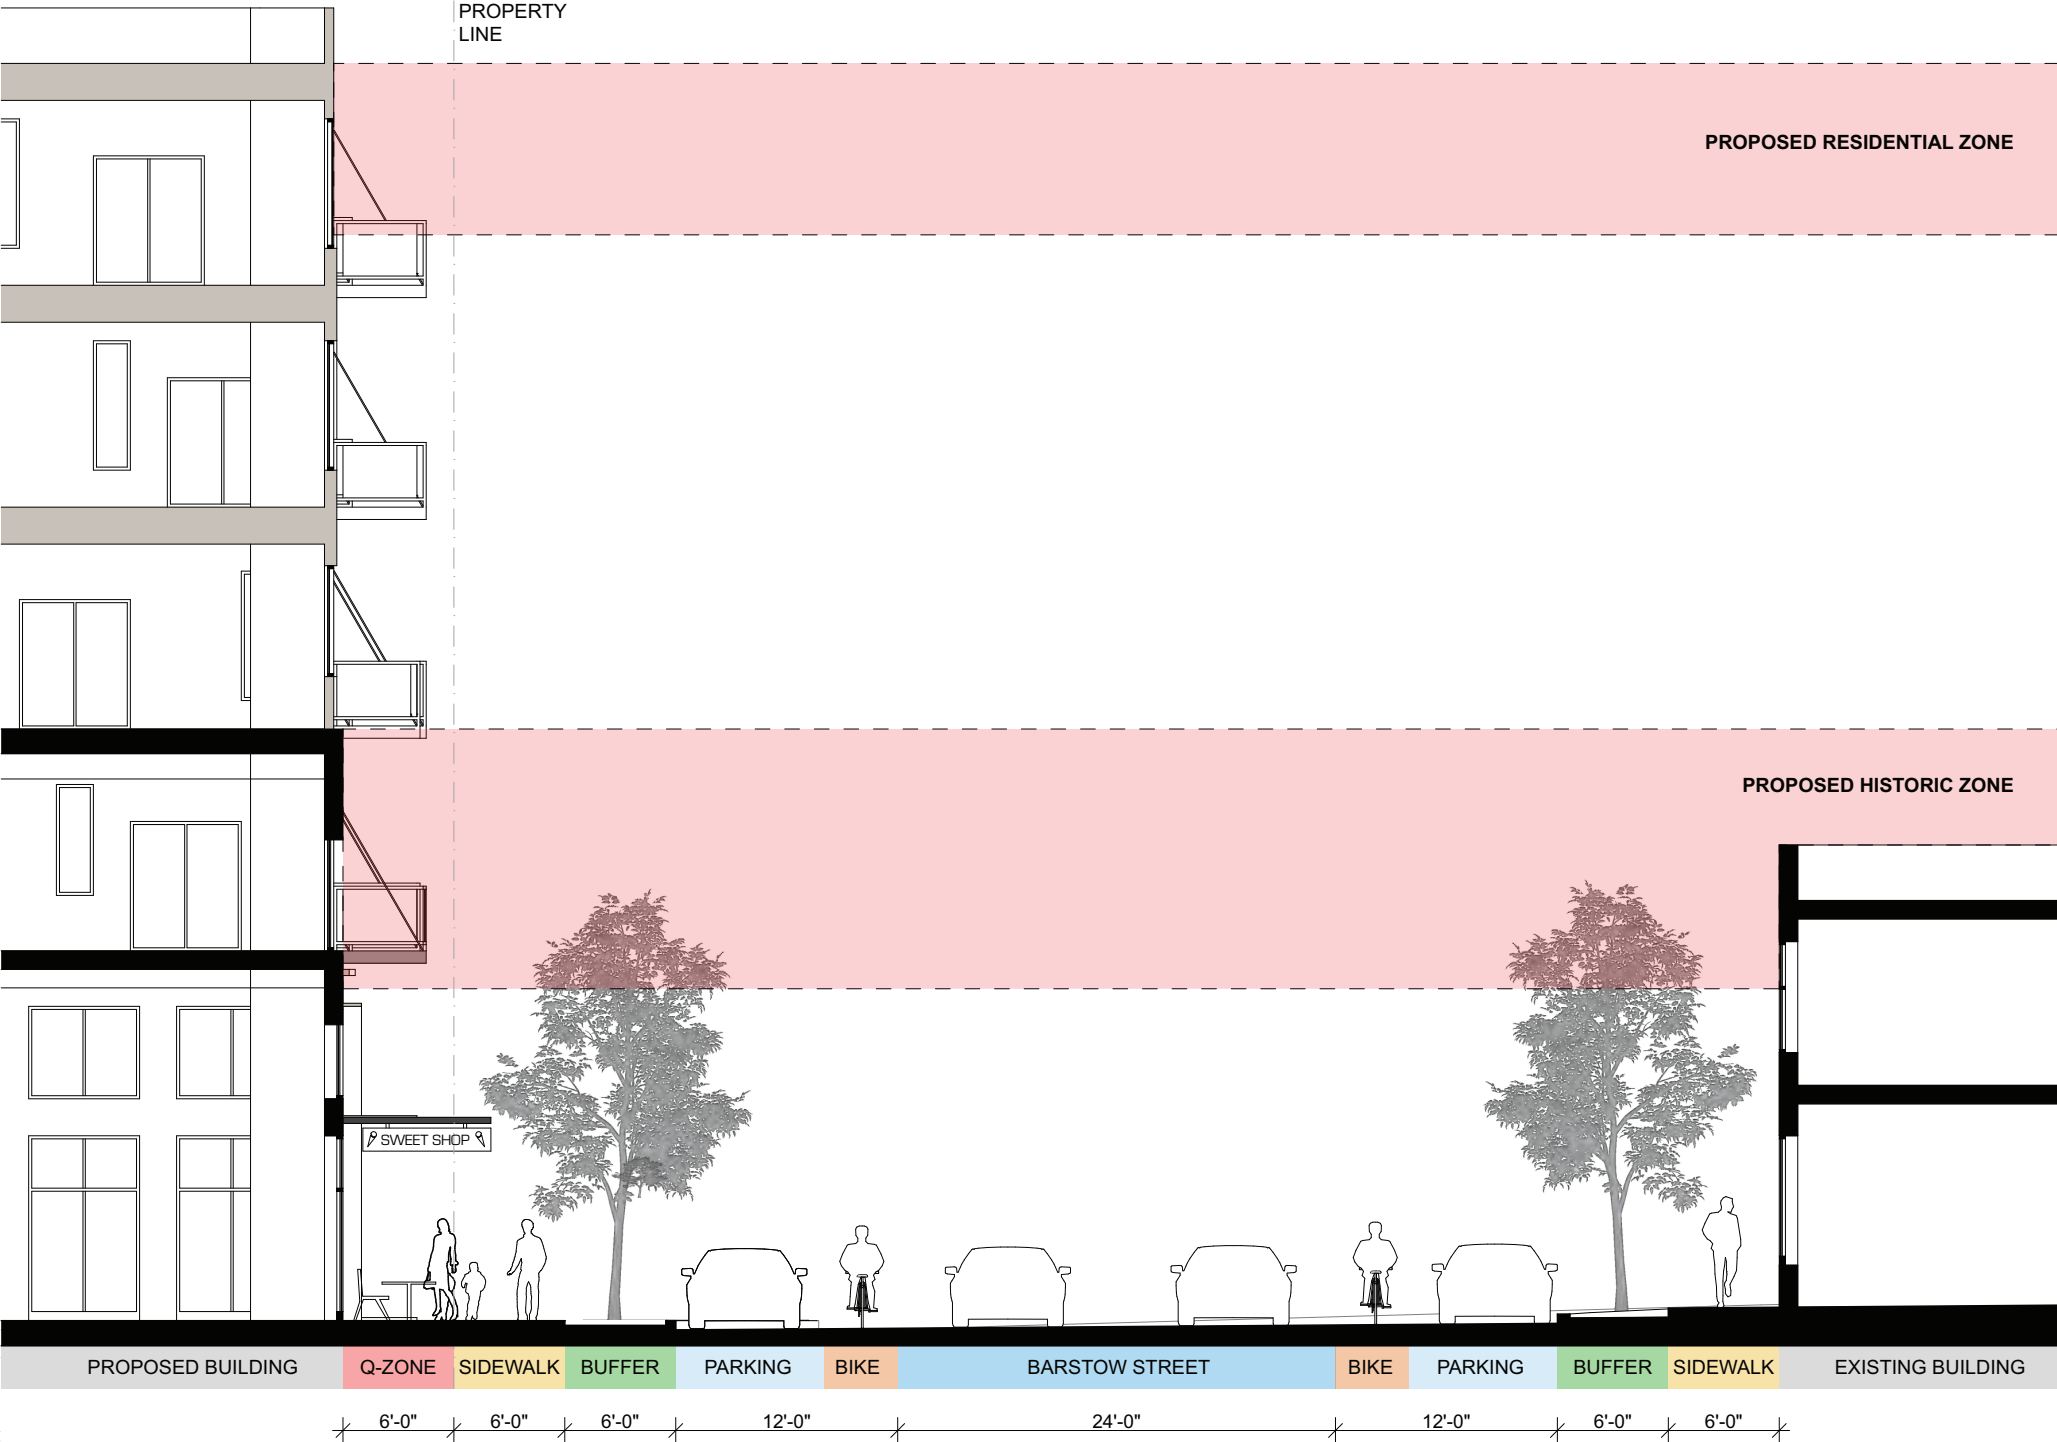 PROPERTY
LINE
PROPOSED RESIDENTIAL ZONE
PROPOSED HISTORIC ZONE
SWEET SHOP
PROPOSED BUILDING Q-ZONE SIDEWALK BUFFER PARKING BIKE BARSTOW STREET BIKE PARKING BUFFER SIDEWALK EXISTING BUILDING
6'-0" 6'-0" 6'-0" 12'-0" 24'-0" 12'-0" 6'-0" 6'-0"